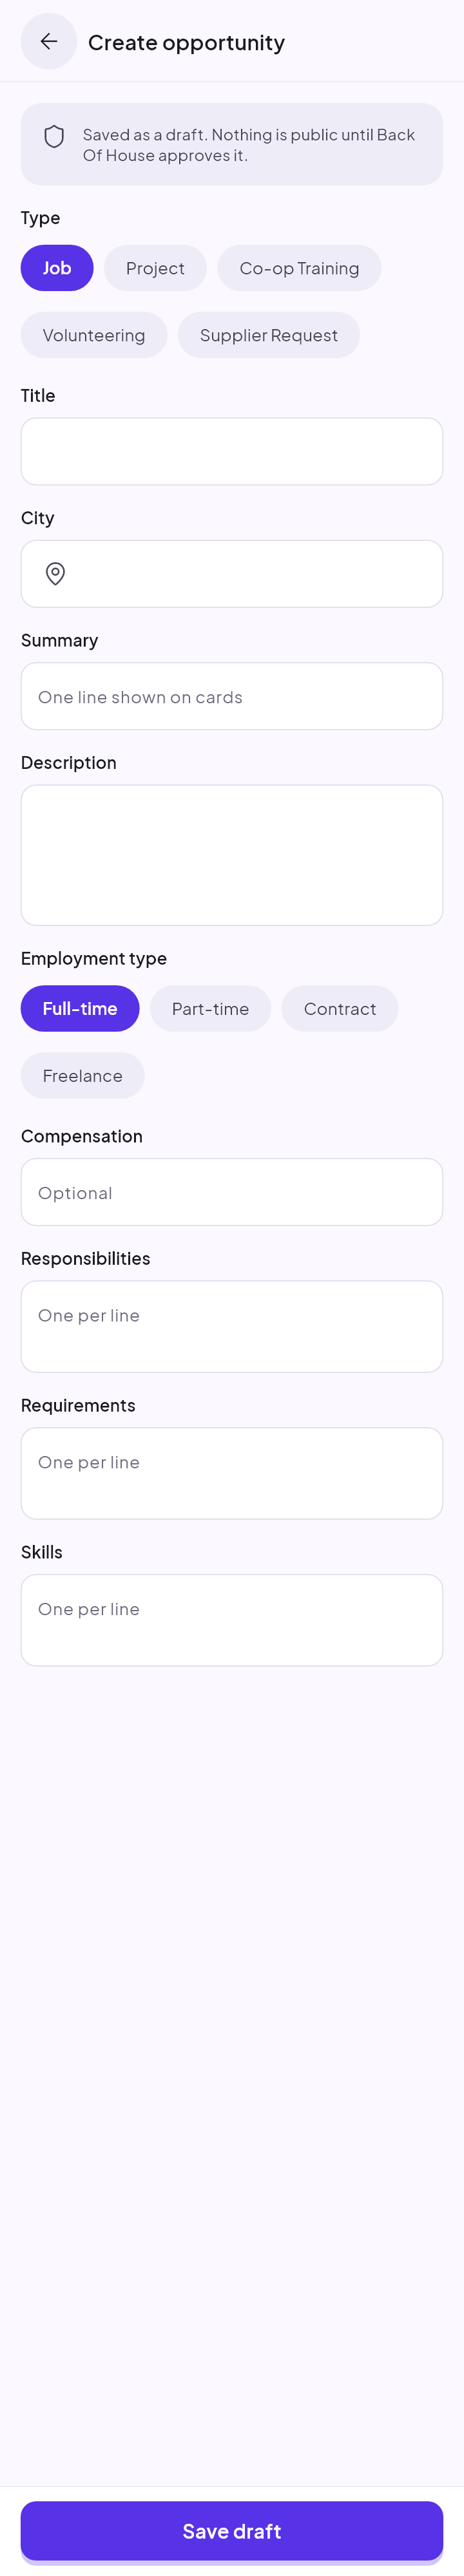 Create opportunity
Saved as a draft. Nothing is public until Back
Of House approves it.
Type
Job Project Co-op Training
Volunteering Supplier Request
Title
City
Summary
One line shown on cards
Description
Employment type
Full-time Part-time Contract
Freelance
Compensation
Optional
Responsibilities
One per line
Requirements
One per line
Skills
One per line
Save draft